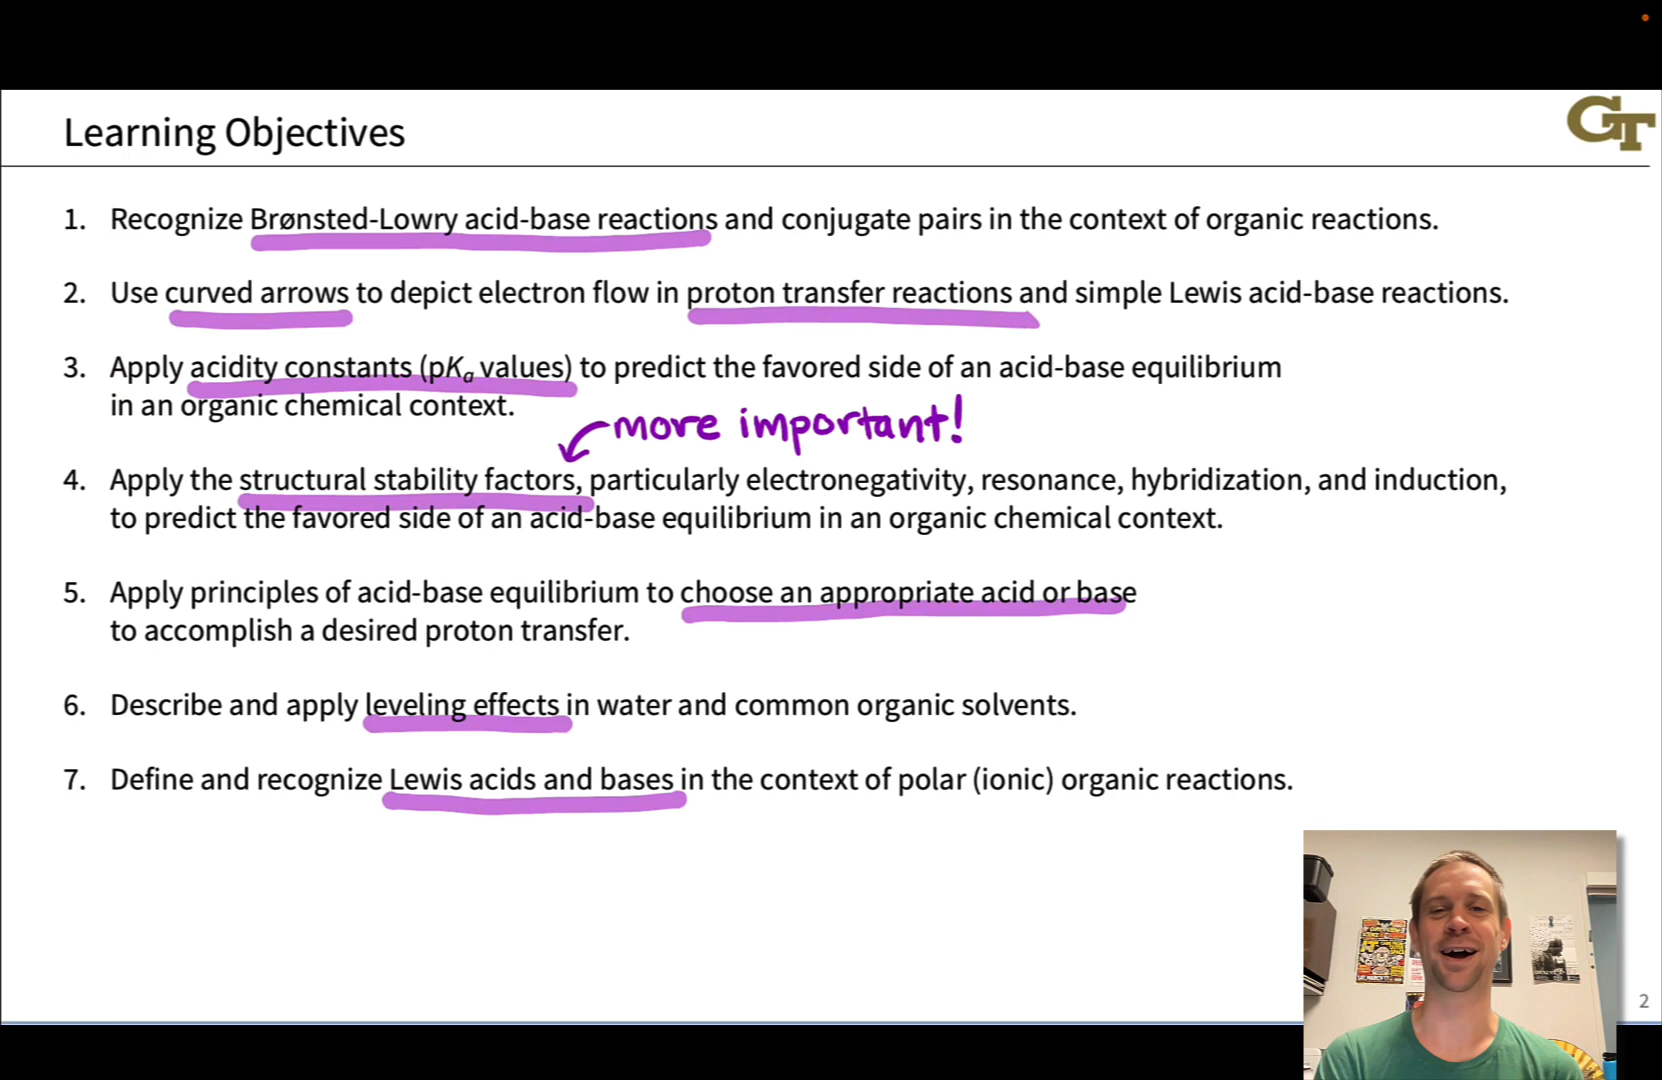 Learning Objectives
GT
1. Recognize Brønsted-Lowry acid-base reactions and conjugate pairs in the context of organic reactions.
2. Use curved arrows to depict electron flow in proton transfer reactions and simple Lewis acid-base reactions.
3. Apply acidity constants (pKa values) to predict the favored side of an acid-base equilibrium
in an organic chemical context.
more important!
4. Apply the structural stability factors, particularly electronegativity, resonance, hybridization, and induction,
to predict the favored side of an acid-base equilibrium in an organic chemical context.
5. Apply principles of acid-base equilibrium to choose an appropriate acid or base
to accomplish a desired proton transfer.
6. Describe and apply leveling effects in water and common organic solvents.
7. Define and recognize Lewis acids and bases in the context of polar (ionic) organic reactions.
2